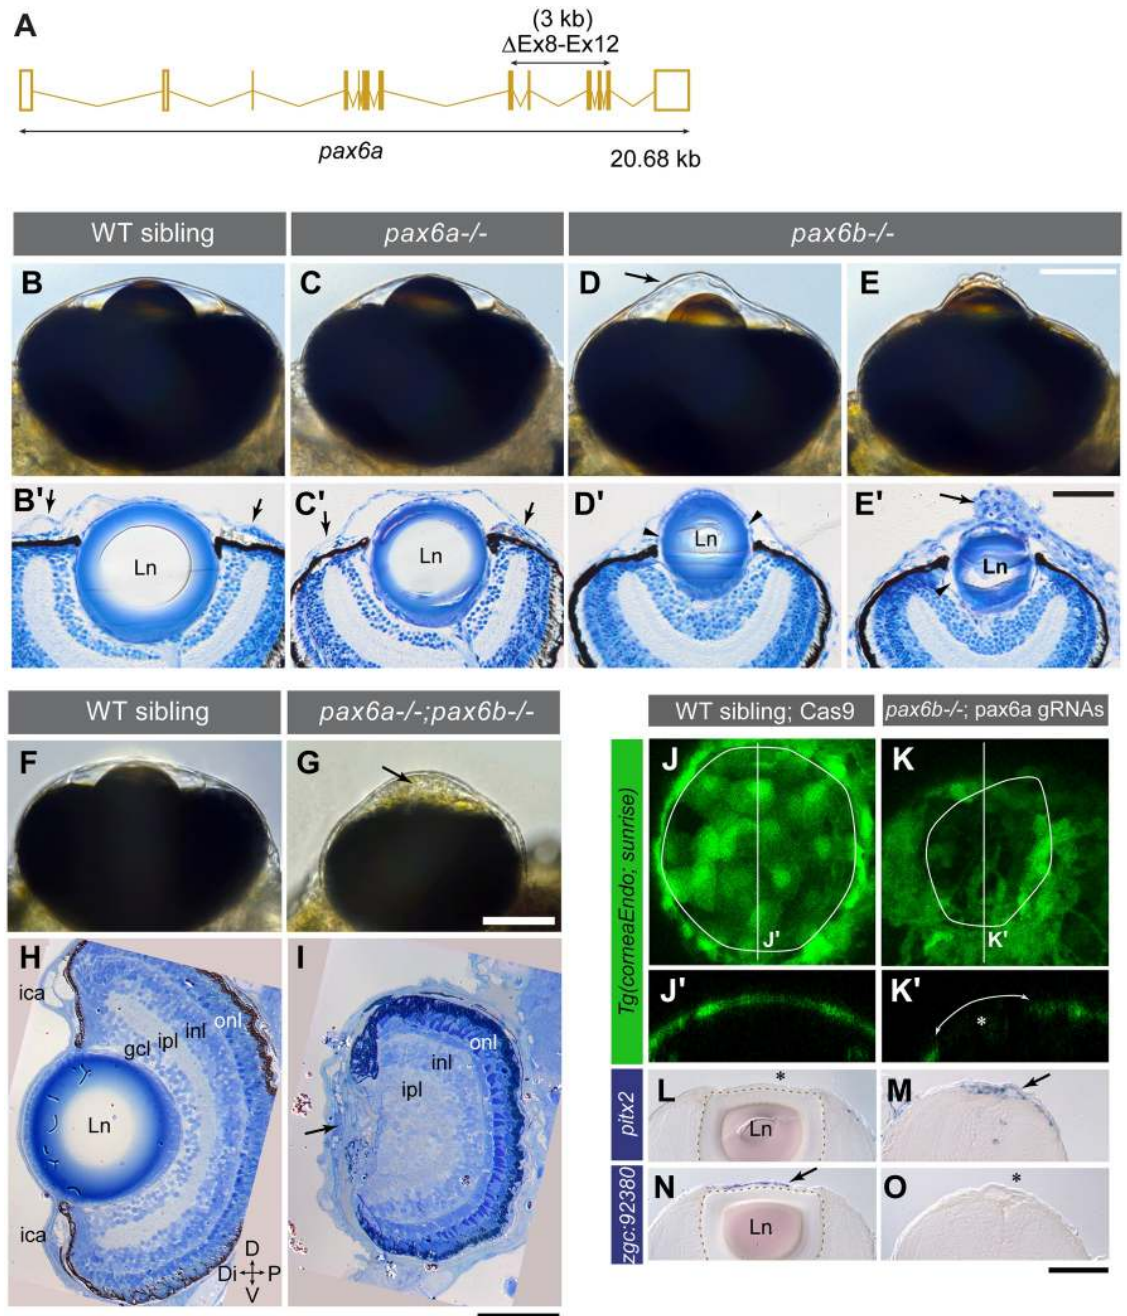 A
(3 kb)
ΔEx8-Ex12
pax6a
20.68 kb
WT sibling
pax6a-/-
pax6b-/-
B
C
D
E
B'
C'
D'
E'
Ln
Ln
Ln
Ln
WT sibling
pax6a-/-;pax6b-/-
F
G
H
I
ica
gcl
ipl
inl
onl
Ln
ica
D
Di
P
V
ipl
inl
onl
WT sibling; Cas9
pax6b-/-; pax6a gRNAs
Tg(corneaEndo; sunrise)
J
K
J'
K'
J'
K'
*
pitx2
L
*
Ln
M
zgc:92380
N
Ln
O
*